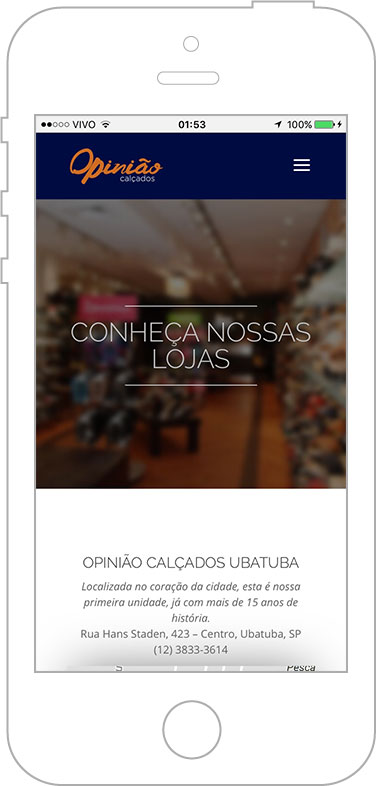 VIVO 01:53 100%
Opinião
calçados
CONHEÇA NOSSAS
LOJAS
OPINIÃO CALÇADOS UBATUBA
Localizada no coração da cidade, esta é nossa
primeira unidade, já com mais de 15 anos de
história.
Rua Hans Staden, 423 – Centro, Ubatuba, SP
(12) 3833-3614